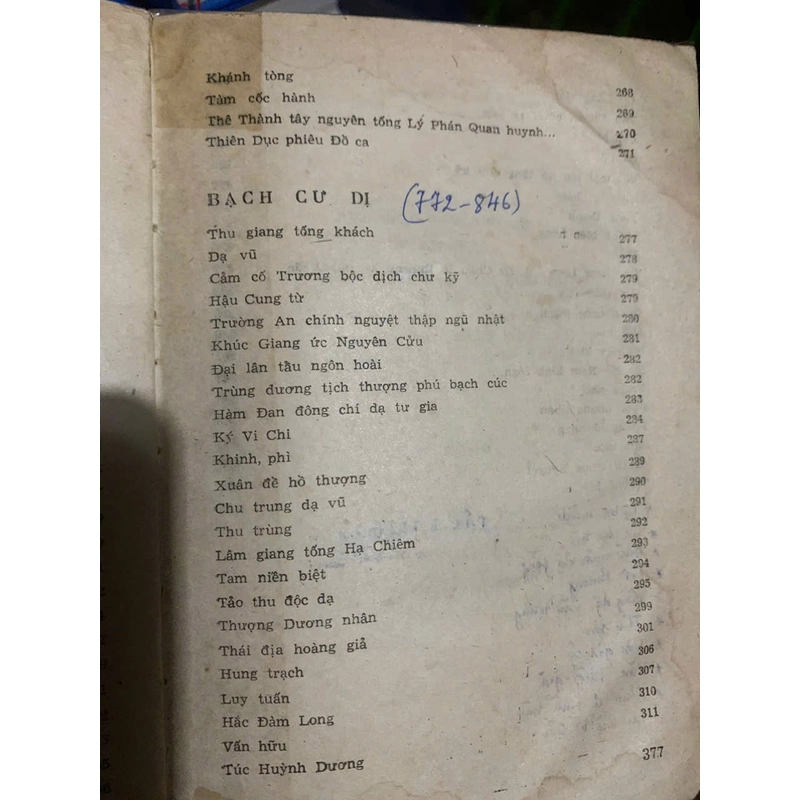 Khánh tòng 268
Tàm cốc hành 269
Thê Thành tây nguyên tống Lý Phán Quan huynh... 270
Thiên Dục phiêu Đồ ca 271
BẠCH CƯ DỊ (772-846)
Thu giang tống khách 277
Dạ vũ 278
Cảm cố Trương bộc dịch chư kỹ 279
Hậu Cung từ 279
Trường An chính nguyệt thập ngũ nhật 280
Khúc Giang ức Nguyên Cửu 281
Đại lân tầu ngôn hoài 282
Trùng dương tịch thượng phú bạch cúc 282
Hàm Đan đông chí dạ tư gia 283
Ký Vi Chi 284
Khinh, phì 287
Xuân đề hồ thượng 289
Chu trung dạ vũ 290
Thu trùng 291
Lâm giang tống Hạ Chiêm 292
Tam niền biệt 293
Tảo thu độc dạ 294
Thượng Dương nhân 295
Thái địa hoàng giả 299
Hung trạch 301
Luy tuấn 306
Hắc Đàm Long 307
Vấn hữu 310
Túc Huỳnh Dương 311
377